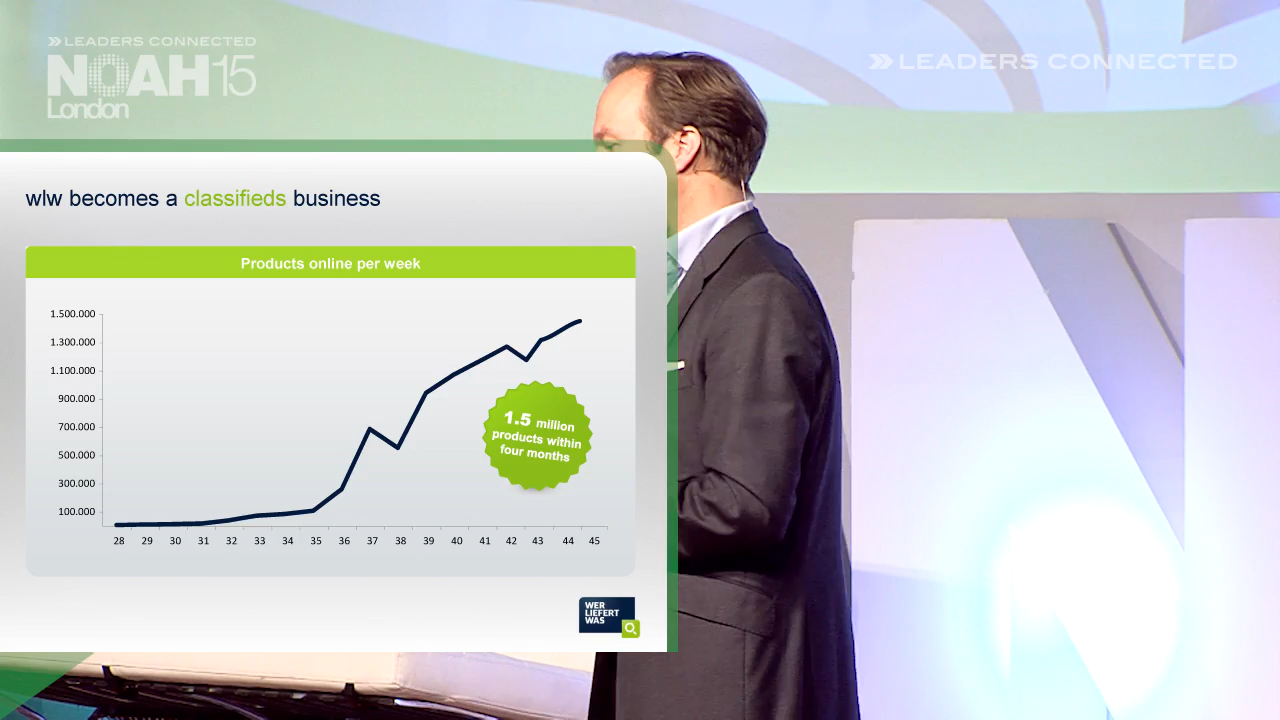 LEADERS CONNECTED
NOAH15
London
LEADERS CONNECTED
wlw becomes a classifieds business
Products online per week
1.500.000
1.300.000
1.100.000
900.000
700.000
500.000
300.000
100.000
28 29 30 31 32 33 34 35 36 37 38 39 40 41 42 43 44 45
1.5 million
products within
four months
WER
LIEFERT
WAS